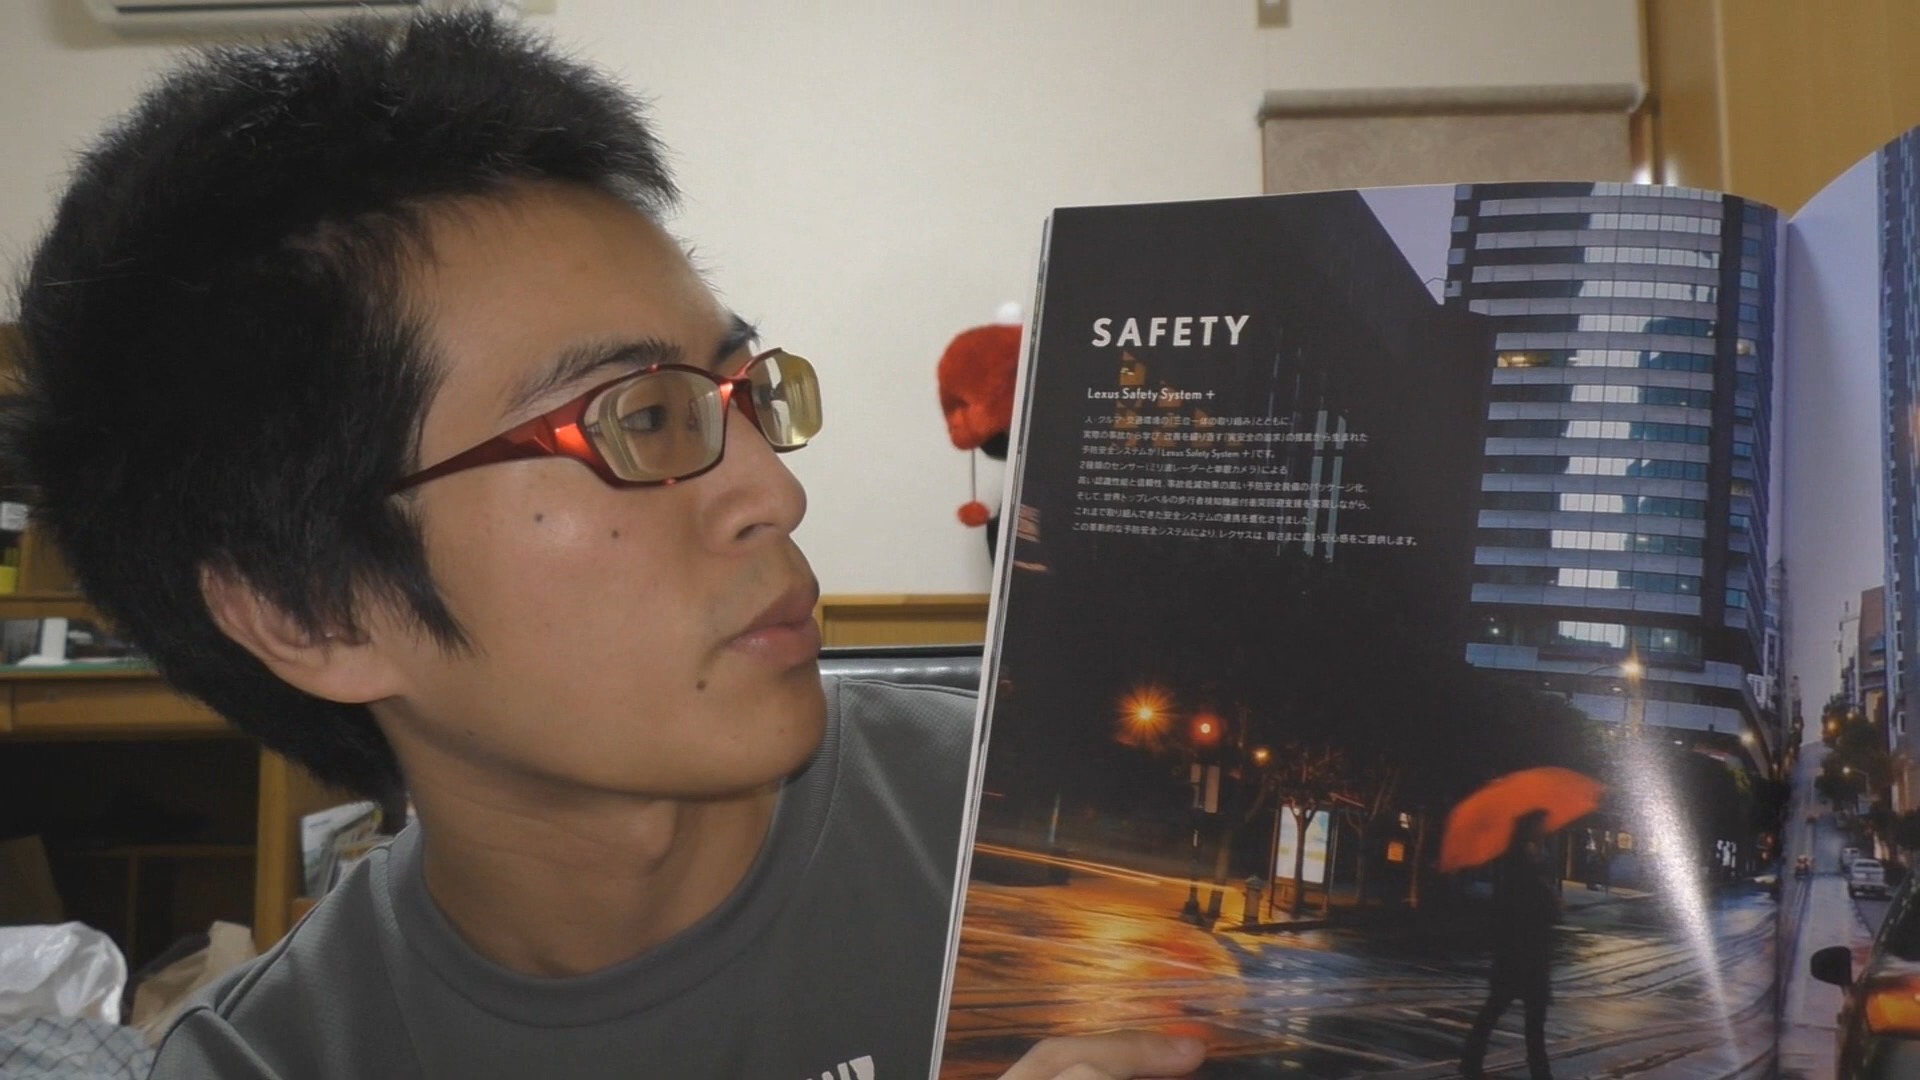 SAFETY
Lexus Safety System +
人・クルマ・交通環境の「三位一体の取り組み」とともに、
実際の事故から学び、改善を繰り返す「実安全の追求」の推進から生まれた
予防安全システムが「Lexus Safety System +」です。
2種類のセンサー（ミリ波レーダーと単眼カメラ）による
高い認識性能と信頼性、事故低減効果の高い予防安全装備のパッケージ化、
そして、世界トップレベルの歩行者検知機能付衝突回避支援を実現しながら、
これまで取り組んできた安全システムの連携を進化させました。
この革新的な予防安全システムにより、レクサスは、皆さまに高い安心感をご提供します。